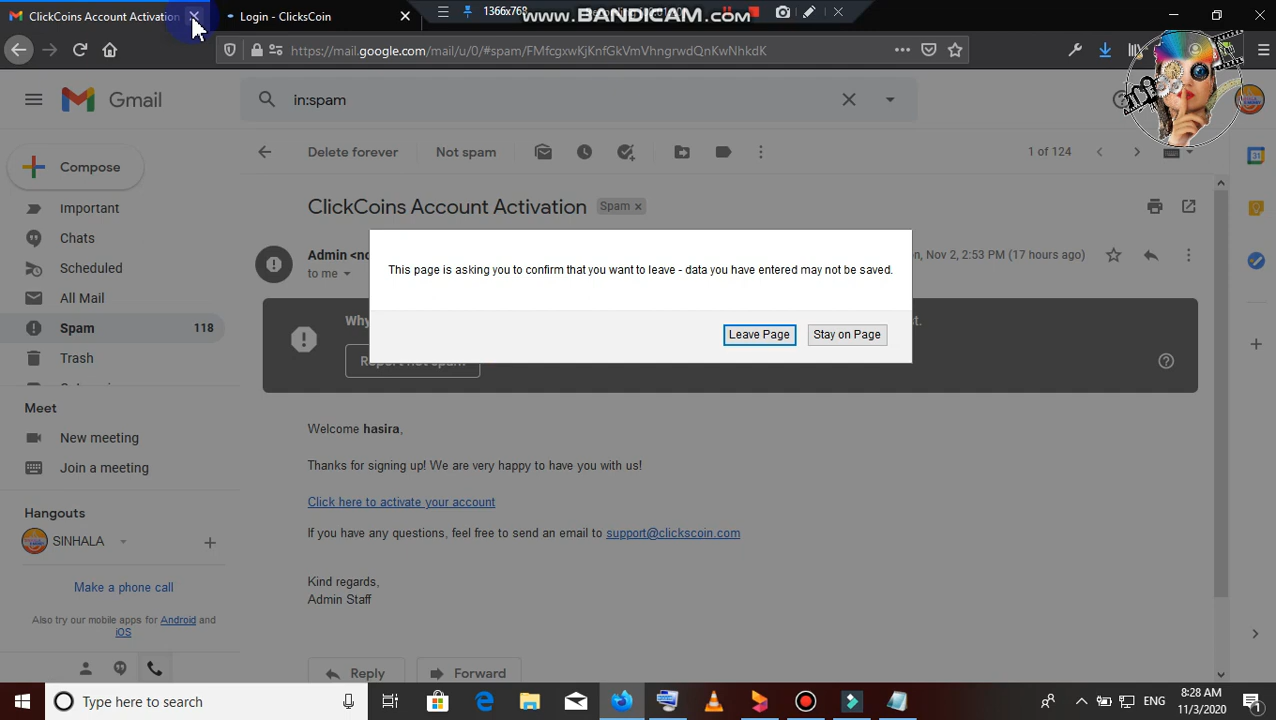 ClickCoins Account Activation
Login - ClicksCoin
1366x768
www.BANDICAM.com
https://mail.google.com/mail/u/0/#spam/FMfcgxwKjKnfGkVmVhngrwdQnKwNhkdK
Gmail
in:spam
Compose
Delete forever
Not spam
1 of 124
Important
Chats
Scheduled
All Mail
Spam
118
Trash
ClickCoins Account Activation
Spam
Admin
to me
Nov 2, 2:53 PM (17 hours ago)
This page is asking you to confirm that you want to leave - data you have entered may not be saved.
Leave Page
Stay on Page
Report not spam
Meet
New meeting
Join a meeting
Welcome hasira,
Thanks for signing up! We are very happy to have you with us!
Click here to activate your account
If you have any questions, feel free to send an email to support@clickscoin.com
Kind regards,
Admin Staff
Hangouts
SINHALA
Make a phone call
Also try our mobile apps for Android and
iOS
Reply
Forward
Type here to search
ENG
8:28 AM
11/3/2020